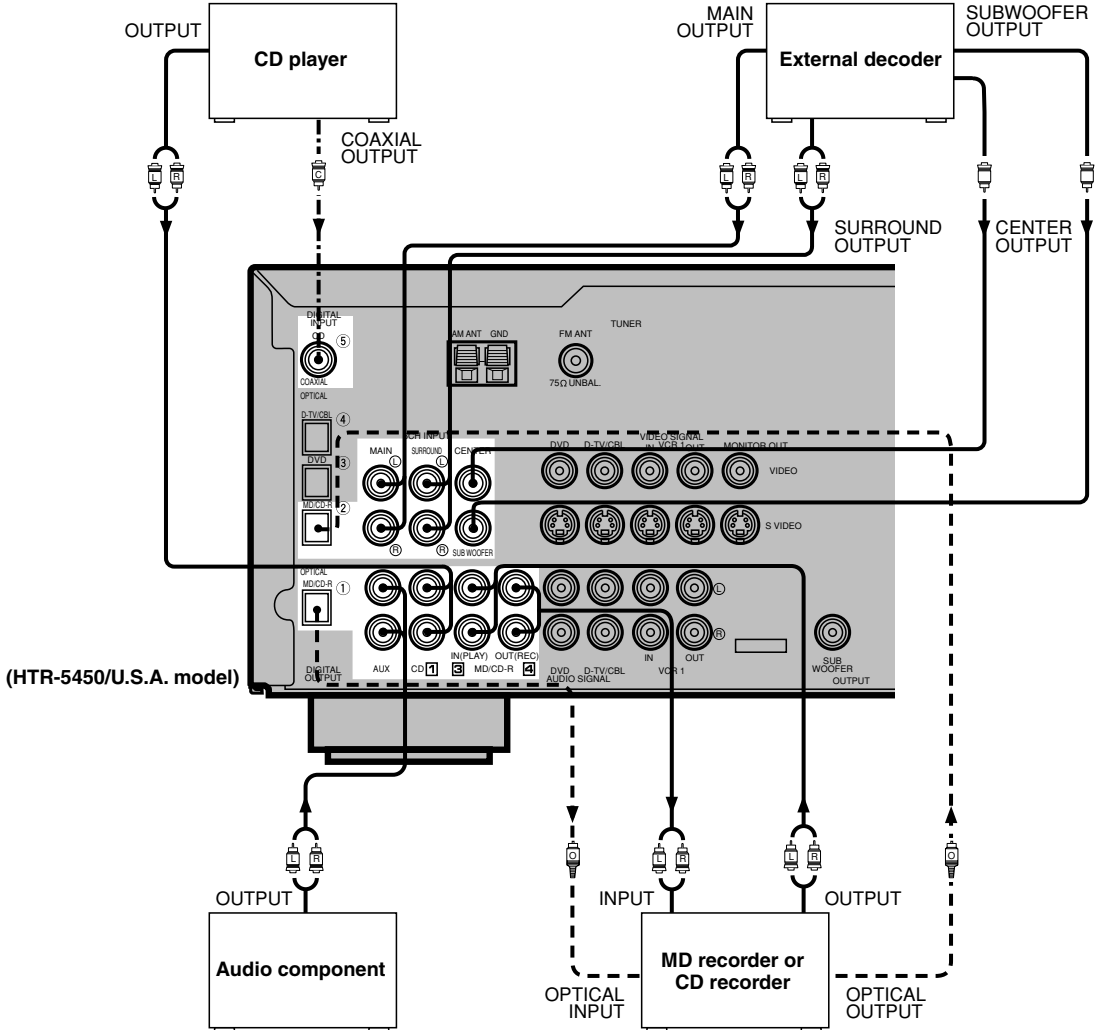 OUTPUT
CD player
COAXIAL
OUTPUT
L R
C
MAIN
OUTPUT
External decoder
SUBWOOFER
OUTPUT
L R
L R
SURROUND
OUTPUT
CENTER
OUTPUT
DIGITAL
INPUT
CD
⑤
COAXIAL
OPTICAL
D-TV/CBL
④
DVD
③
MD/CD-R
②
OPTICAL
MD/CD-R
①
DIGITAL
OUTPUT
AM ANT GND
FM ANT
75Ω UNBAL.
TUNER
CH INPUT
MAIN
SURROUND
CENTER
L
L
R
R
SUB WOOFER
VIDEO SIGNAL
DVD D-TV/CBL IN VCR 1 OUT MONITOR OUT
VIDEO
S VIDEO
L
R
AUX CD 1 3 IN(PLAY) MD/CD-R OUT(REC) 4
DVD D-TV/CBL IN VCR 1 OUT
AUDIO SIGNAL
SUB
WOOFER
OUTPUT
(HTR-5450/U.S.A. model)
L R
OUTPUT
Audio component
O
L R
INPUT
L R
OUTPUT
O
MD recorder or
CD recorder
OPTICAL
INPUT
OPTICAL
OUTPUT